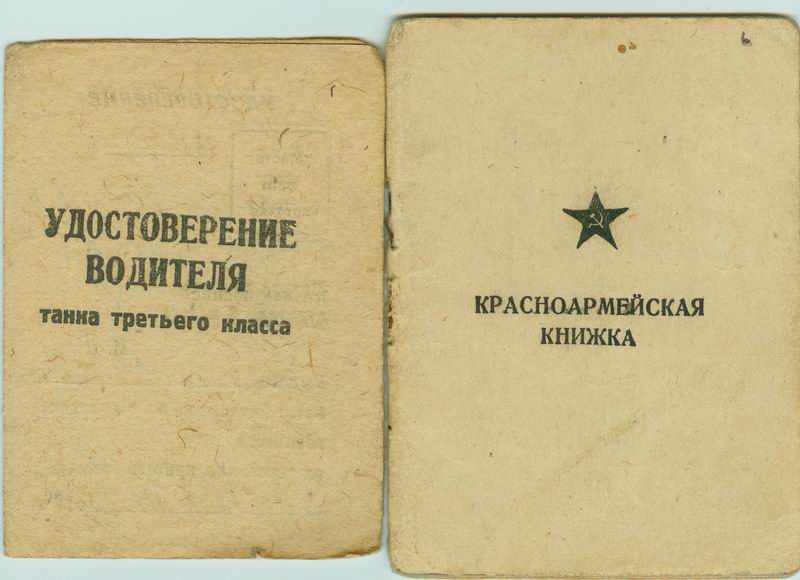 УДОСТОВЕРЕНИЕ
ВОДИТЕЛЯ
танка третьего класса
КРАСНОАРМЕЙСКАЯ
КНИЖКА